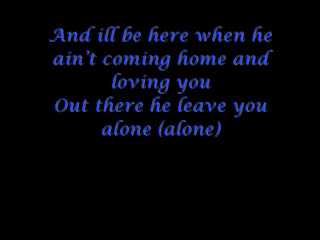 And ill be here when he
ain't coming home and
loving you
Out there he leave you
alone (alone)